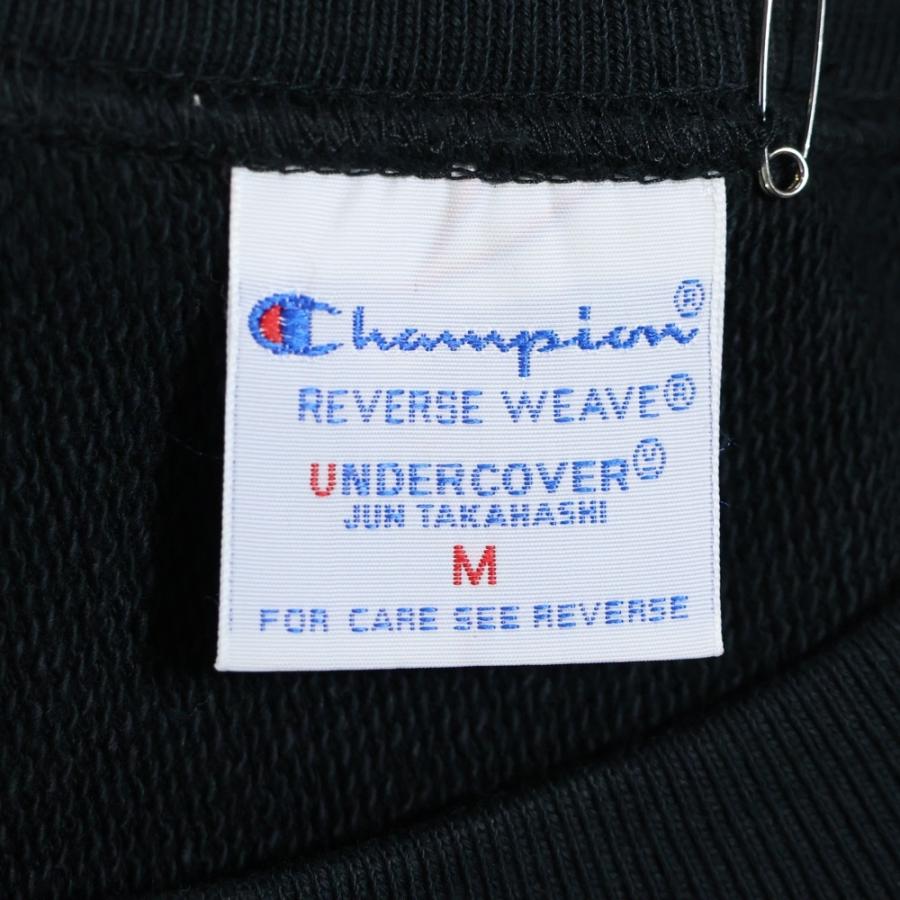 Champion®
REVERSE WEAVE®
UNDERCOVER
JUN TAKAHASHI
M
FOR CARE SEE REVERSE